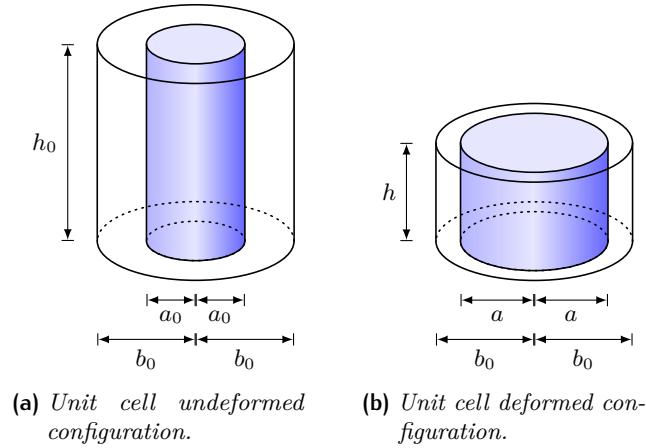 h0
a0 a0
b0 b0
(a) Unit cell undeformed
configuration.
h
a a
b0 b0
(b) Unit cell deformed con-
figuration.